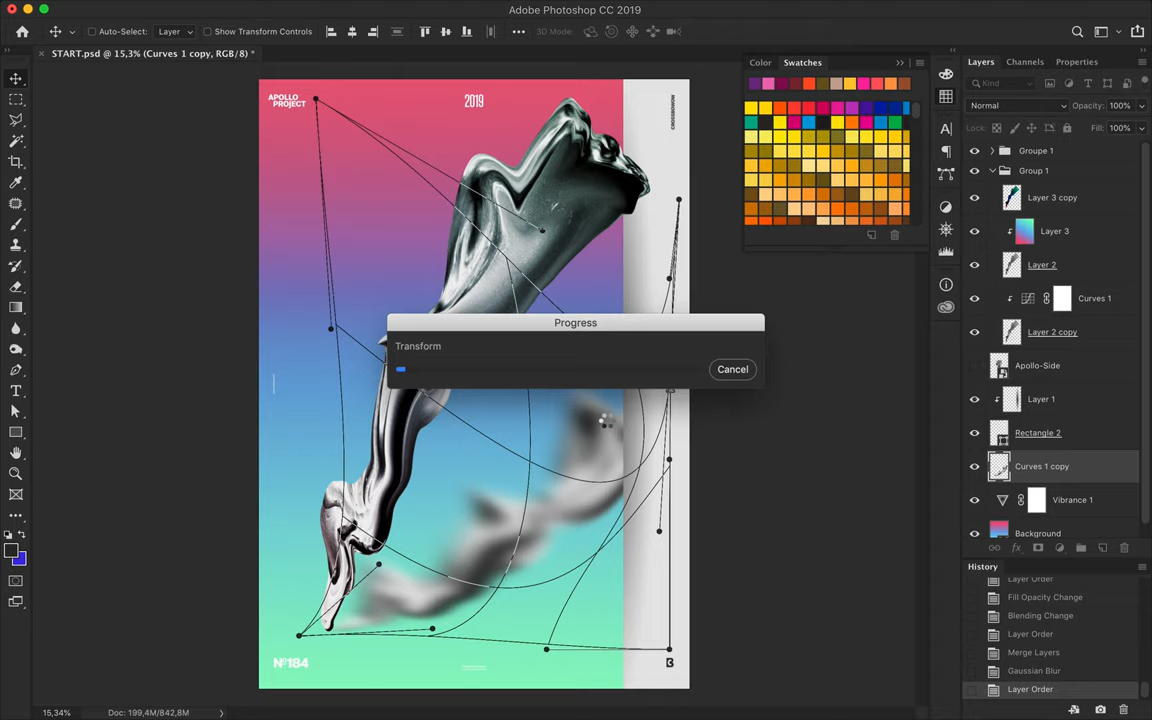 Adobe Photoshop CC 2019
Auto-Select:
Layer
Show Transform Controls
3D Mode:
START.psd @ 15,3% (Curves 1 copy, RGB/8) *
Color
Swatches
Layers
Channels
Properties
Kind
Normal
Opacity: 100%
Lock:
Fill: 100%
Groupe 1
Group 1
Layer 3 copy
Layer 3
Layer 2
Curves 1
Layer 2 copy
Apollo-Side
Layer 1
Rectangle 2
Curves 1 copy
Vibrance 1
Background
fx
History
Layer Order
Fill Opacity Change
Blending Change
Layer Order
Merge Layers
Gaussian Blur
Layer Order
APOLLO
PROJECT
2019
CROSSBOWNOW
Progress
Transform
Cancel
Nº184
15,34%
Doc: 199,4M/842,8M